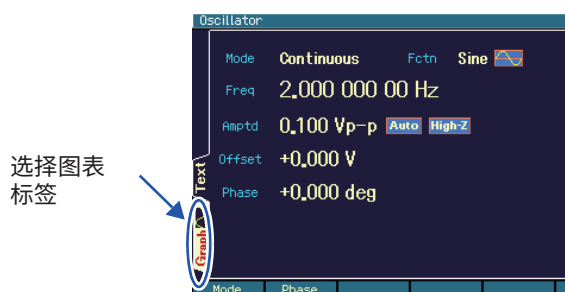 Oscillator
Mode Continuous Fctn Sine
Freq 2.000 000 00 Hz
Amptd 0.100 Vp-p Auto High-Z
Offset +0.000 V
Phase +0.000 deg
Text
Graph
选择图表
标签
Mode Phase